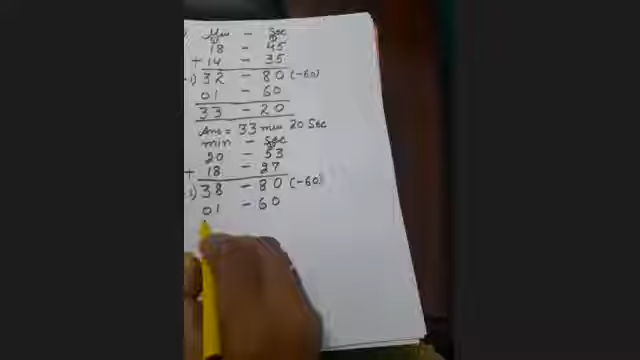 Min - Sec
18 - 45
+ 14 - 35
32 - 80 (-60)
01 - 60
33 - 20
Ans = 33 min 20 Sec
min - Sec
20 - 53
+ 18 - 27
38 - 80 (-60)
01 - 60